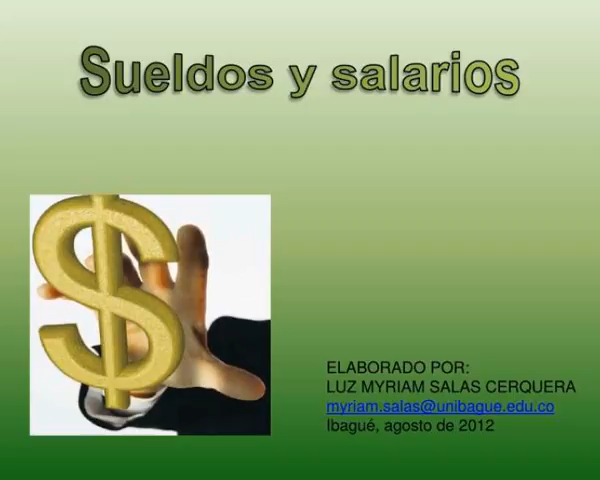 Sueldos y salarios
ELABORADO POR:
LUZ MYRIAM SALAS CERQUERA
myriam.salas@unibague.edu.co
Ibagué, agosto de 2012